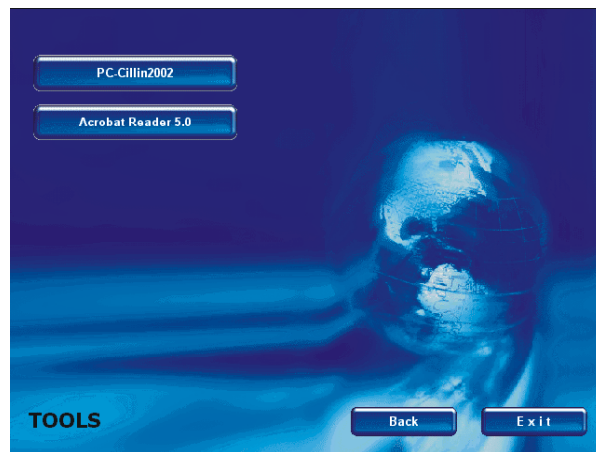 PC-Cillin2002
Acrobat Reader 5.0
TOOLS
Back
Exit